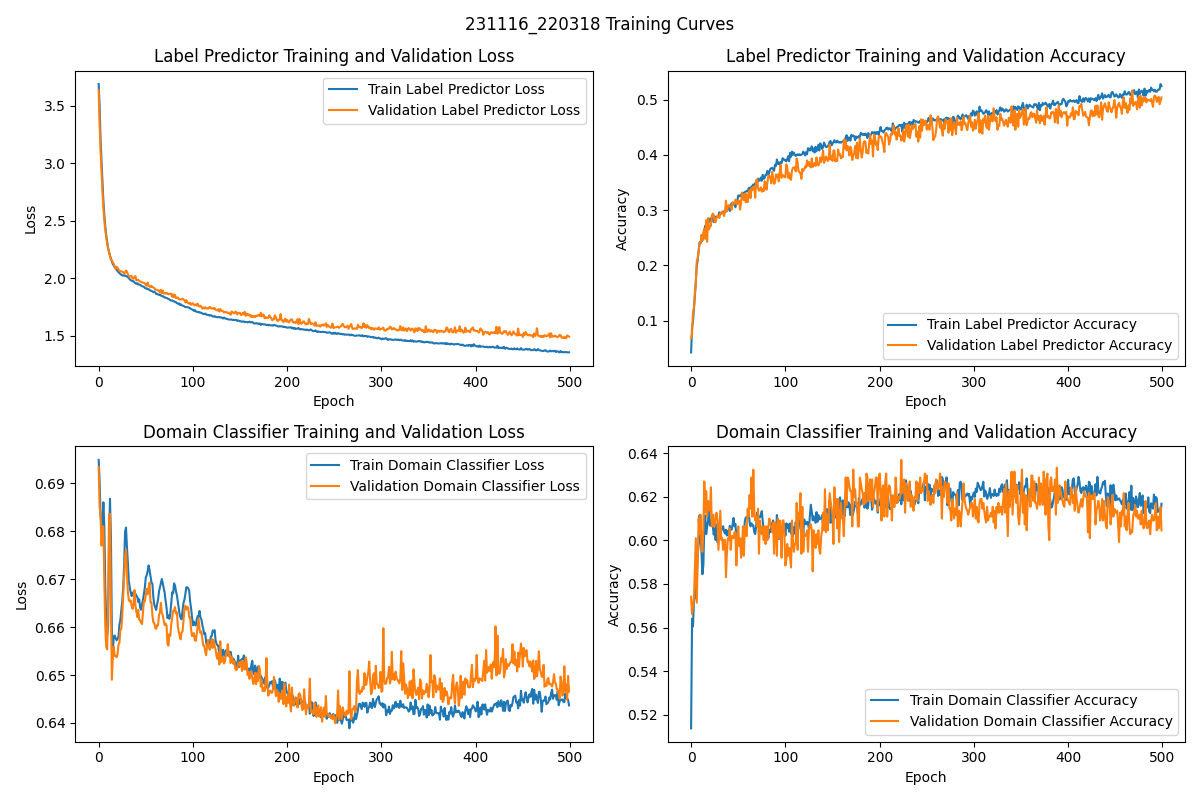 231116_220318 Training Curves
Label Predictor Training and Validation Loss
Train Label Predictor Loss
Validation Label Predictor Loss
3.5
3.0
2.5
2.0
1.5
Loss
0 100 200 300 400 500
Epoch
Label Predictor Training and Validation Accuracy
0.5
0.4
0.3
0.2
0.1
Accuracy
Train Label Predictor Accuracy
Validation Label Predictor Accuracy
0 100 200 300 400 500
Epoch
Domain Classifier Training and Validation Loss
Train Domain Classifier Loss
Validation Domain Classifier Loss
0.69
0.68
0.67
0.66
0.65
0.64
Loss
0 100 200 300 400 500
Epoch
Domain Classifier Training and Validation Accuracy
0.64
0.62
0.60
0.58
0.56
0.54
0.52
Accuracy
Train Domain Classifier Accuracy
Validation Domain Classifier Accuracy
0 100 200 300 400 500
Epoch